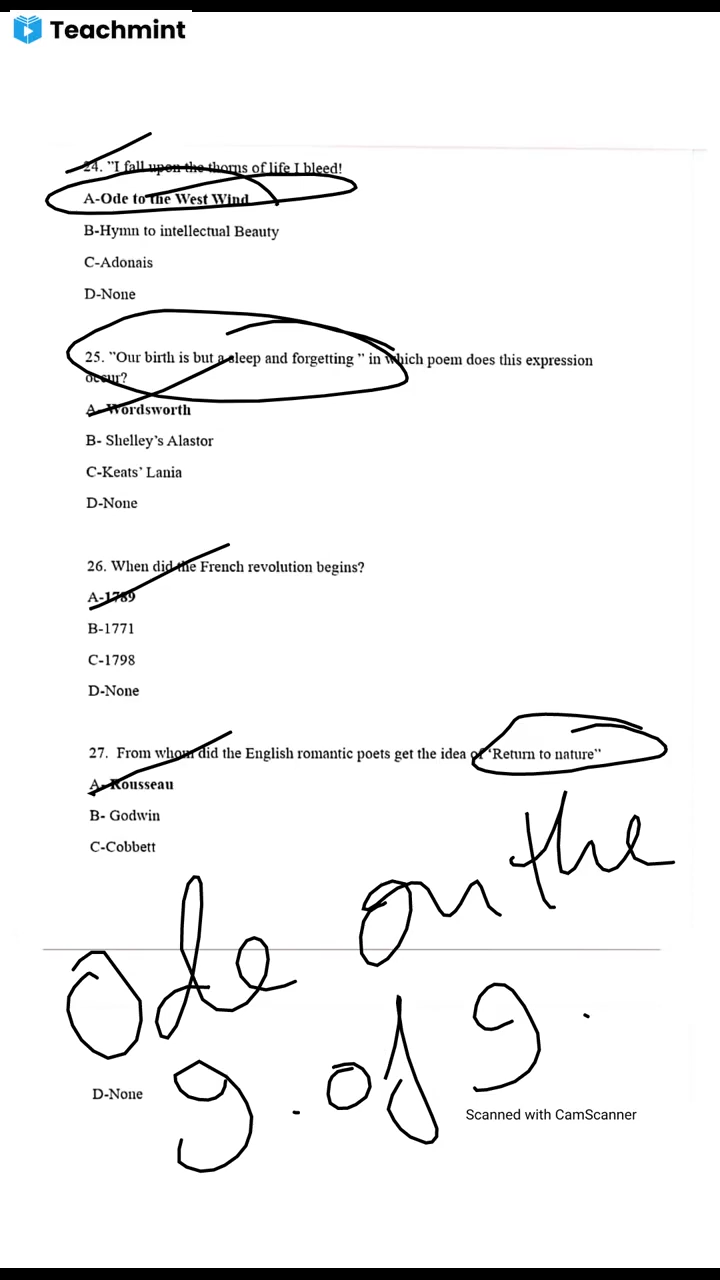 Teachmint
24. "I fall upon the thorns of life I bleed!
A-Ode to the West Wind
B-Hymn to intellectual Beauty
C-Adonais
D-None
25. "Our birth is but a sleep and forgetting " in which poem does this expression
occur?
A- Wordsworth
B- Shelley's Alastor
C-Keats' Lania
D-None
26. When did the French revolution begins?
A-1789
B-1771
C-1798
D-None
27. From whom did the English romantic poets get the idea of "Return to nature"
A- Rousseau
B- Godwin
C-Cobbett
Ode on the
g. of g.
D-None
Scanned with CamScanner